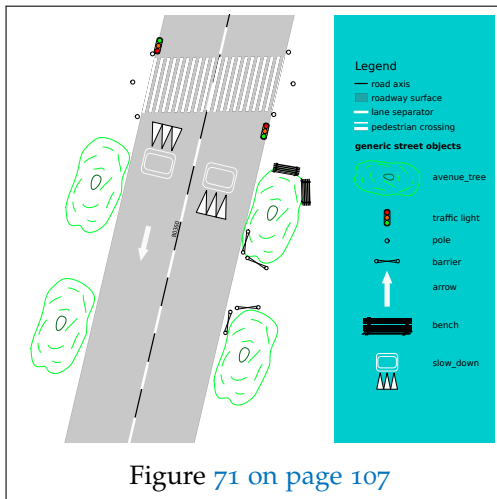 80350
Legend
road axis
roadway surface
lane separator
pedestrian crossing
generic street objects
avenue_tree
traffic light
pole
barrier
arrow
bench
slow_down
Figure 71 on page 107